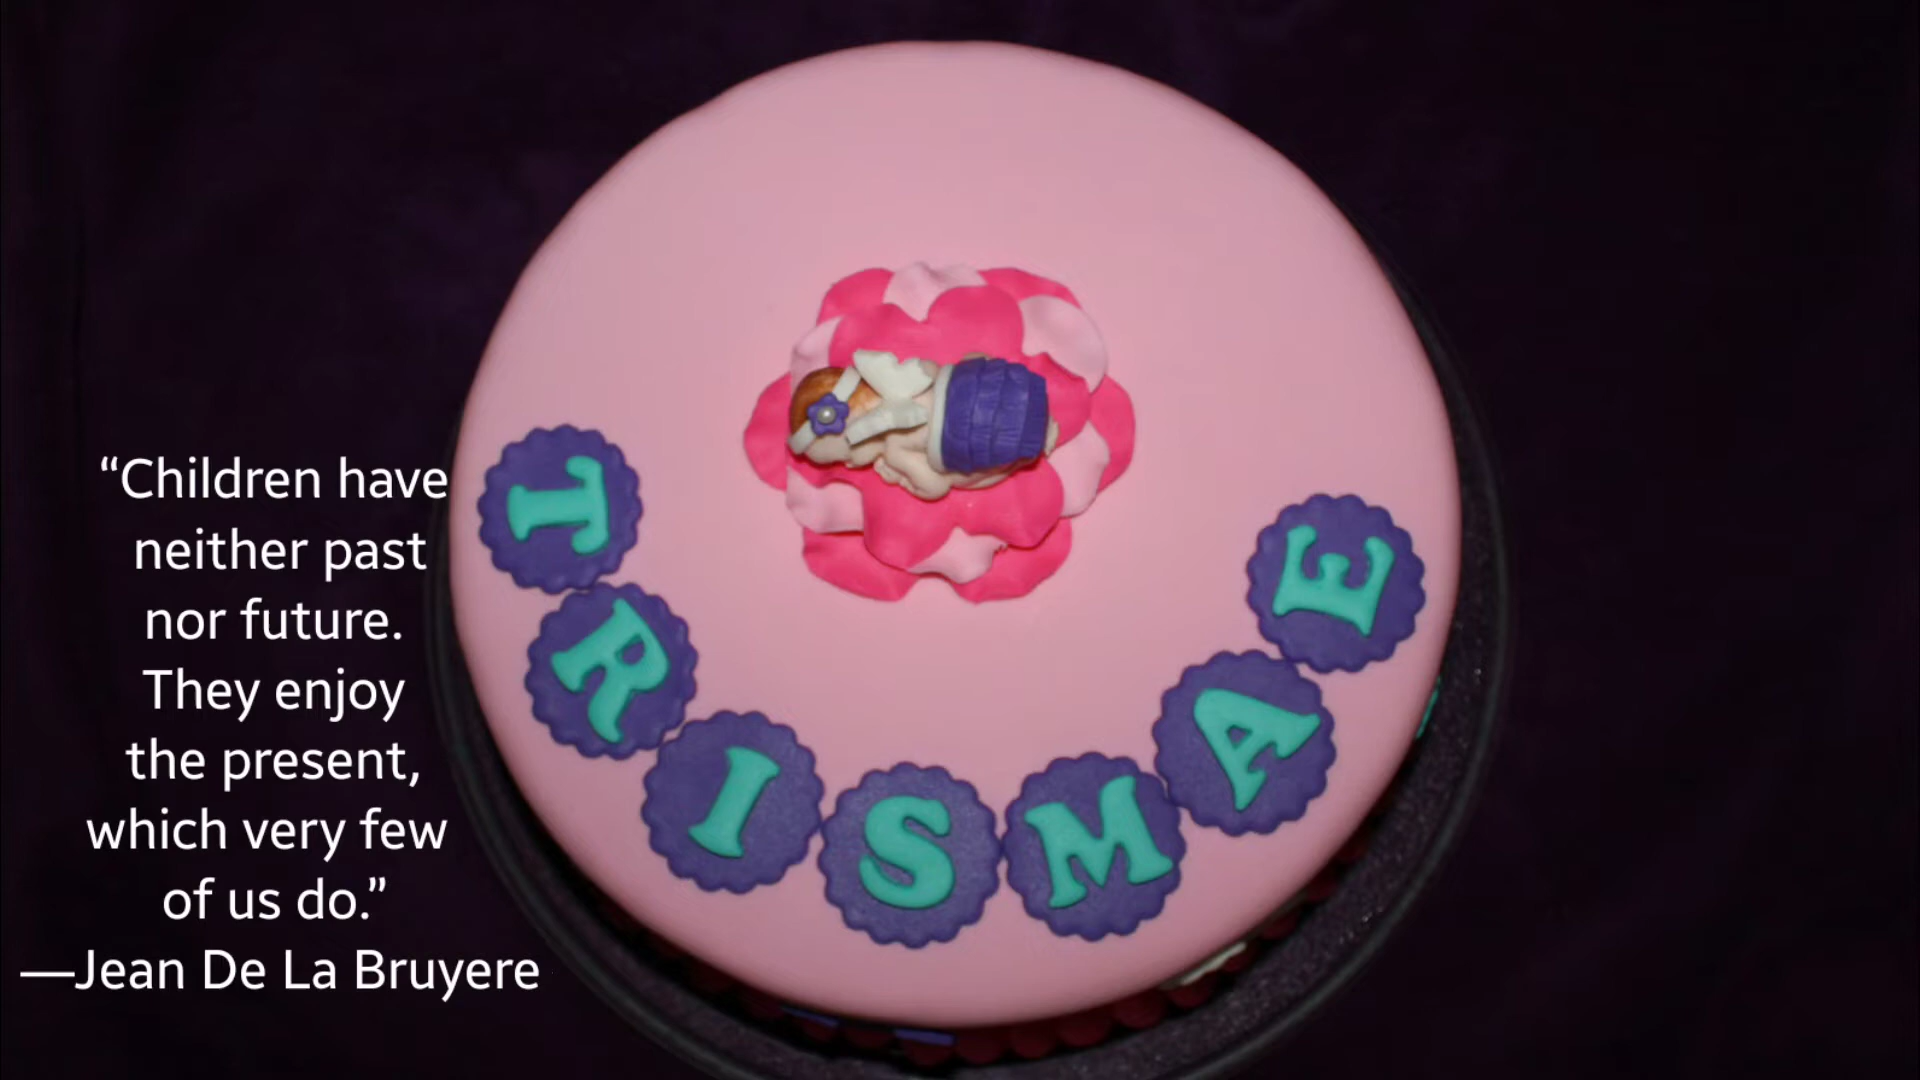 “Children have
neither past
nor future.
They enjoy
the present,
which very few
of us do.”
—Jean De La Bruyere
TRISMAE